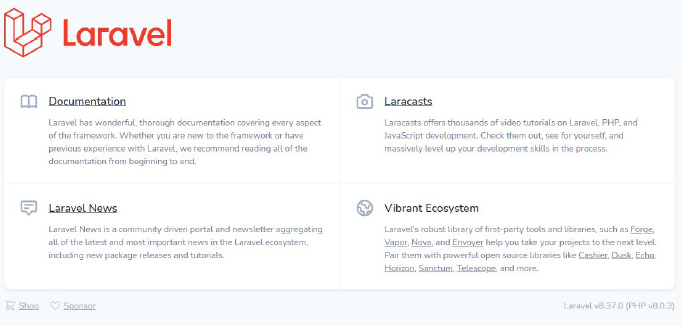 Laravel
Documentation
Laravel has wonderful, thorough documentation covering every aspect
of the framework. Whether you are new to the framework or have
previous experience with Laravel, we recommend reading all of the
documentation from beginning to end.
Laracasts
Laracasts offers thousands of video tutorials on Laravel, PHP, and
JavaScript development. Check them out, see for yourself, and
massively level up your development skills in the process.
Laravel News
Laravel News is a community driven portal and newsletter aggregating
all of the latest and most important news in the Laravel ecosystem,
including new package releases and tutorials.
Vibrant Ecosystem
Laravel's robust library of first-party tools and libraries, such as Forge,
Vapor, Nova, and Envoyer help you take your projects to the next level.
Pair them with powerful open source libraries like Cashier, Dusk, Echo,
Horizon, Sanctum, Telescope, and more.
Shop Sponsor
Laravel v8.37.0 (PHP v8.0.3)